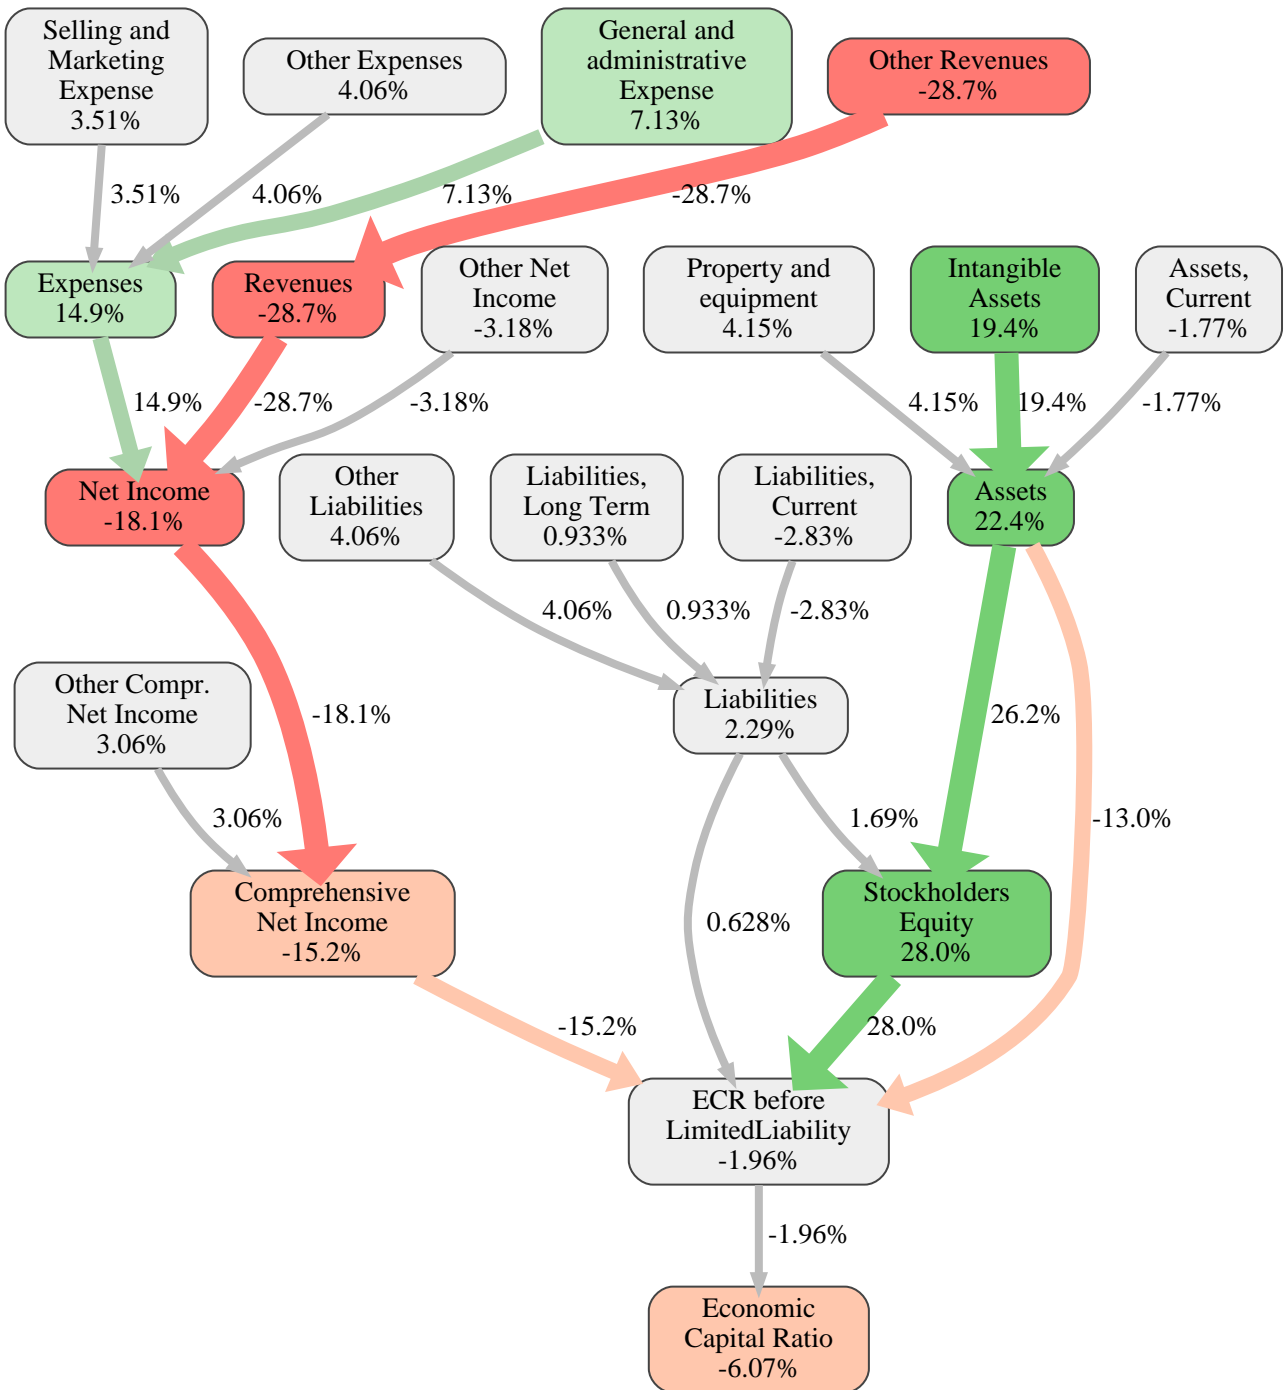 Selling and
Marketing
Expense
3.51%
Other Expenses
4.06%
General and
administrative
Expense
7.13%
Other Revenues
-28.7%
3.51%
4.06%
7.13%
-28.7%
Expenses
14.9%
Revenues
-28.7%
Other Net
Income
-3.18%
Property and
equipment
4.15%
Intangible
Assets
19.4%
Assets,
Current
-1.77%
14.9%
-28.7%
-3.18%
4.15%
19.4%
-1.77%
Net Income
-18.1%
Other
Liabilities
4.06%
Liabilities,
Long Term
0.933%
Liabilities,
Current
-2.83%
Assets
22.4%
4.06%
0.933%
-2.83%
Other Compr.
Net Income
3.06%
-18.1%
Liabilities
2.29%
26.2%
3.06%
1.69%
-13.0%
Comprehensive
Net Income
-15.2%
0.628%
Stockholders
Equity
28.0%
-15.2%
28.0%
ECR before
LimitedLiability
-1.96%
-1.96%
Economic
Capital Ratio
-6.07%